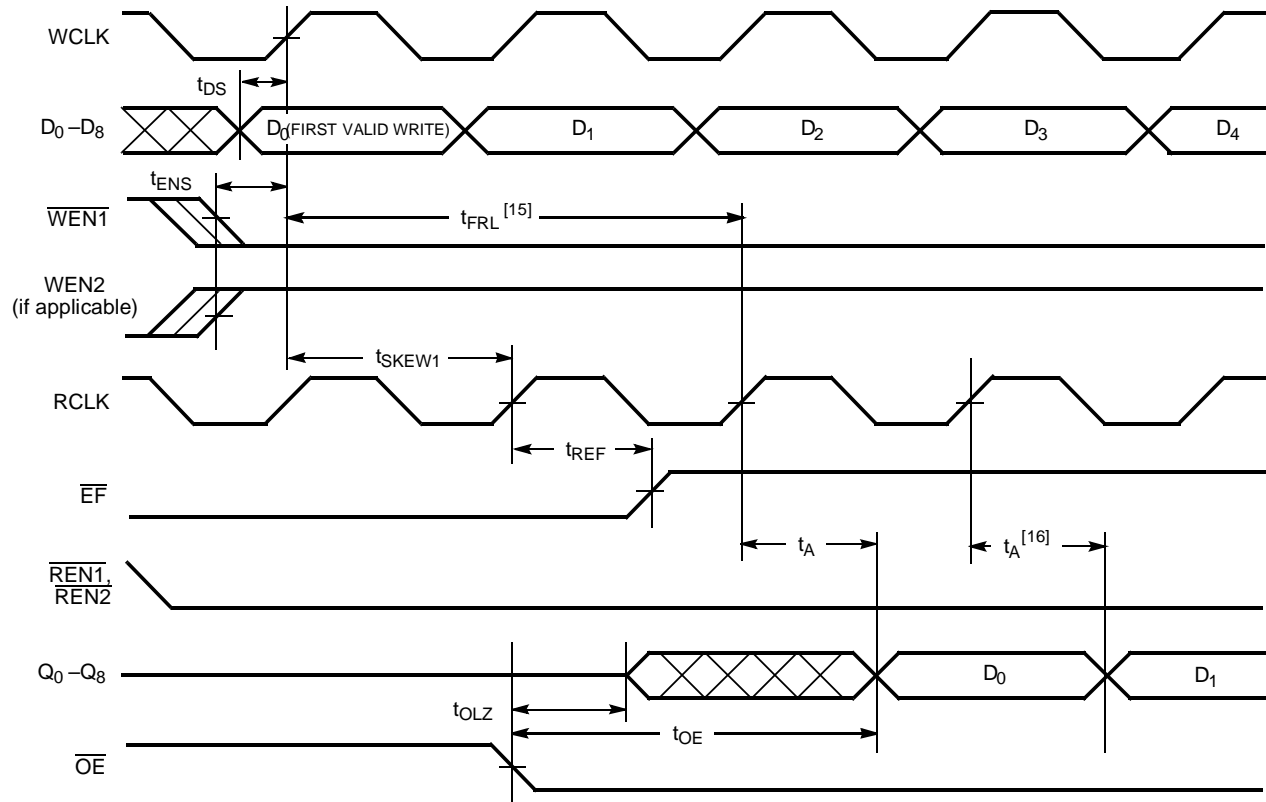 WCLK
tDS
D0–D8
D0(FIRST VALID WRITE)
D1
D2
D3
D4
tENS
WEN1
tFRL [15]
WEN2
(if applicable)
tSKEW1
RCLK
tREF
EF
tA
tA[16]
REN1,
REN2
Q0–Q8
D0
D1
tOLZ
tOE
OE